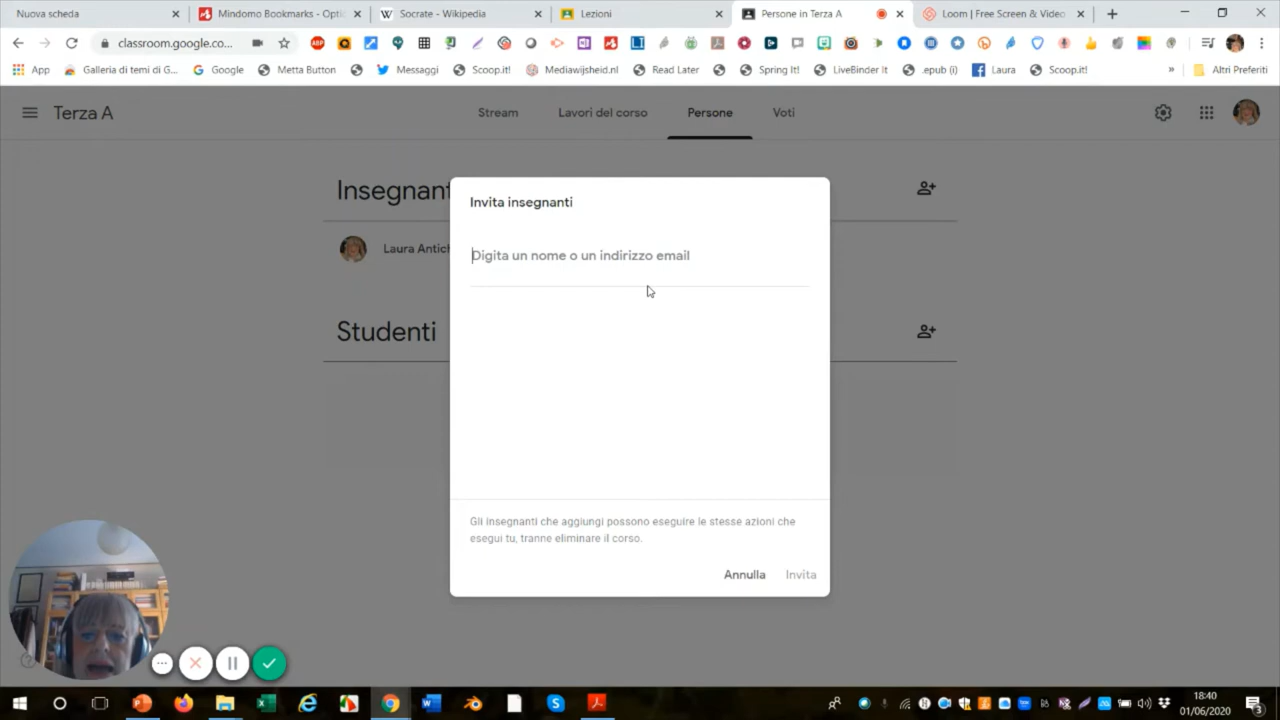 Nuova scheda
Mindomo Bookmarks - Optic
Socrate - Wikipedia
Lezioni
Persone in Terza A
Loom | Free Screen & Video
classroom.google.co...
App
Galleria di temi di G...
Google
Metta Button
Messaggi
Scoop.it!
Mediawijsheid.nl
Read Later
Spring It!
LiveBinder It
.epub (i)
Laura
Scoop.it!
»
Altri Preferiti
Terza A
Stream
Lavori del corso
Persone
Voti
Insegnant
Laura Antich
Studenti
Invita insegnanti
Digita un nome o un indirizzo email
Gli insegnanti che aggiungi possono eseguire le stesse azioni che
esegui tu, tranne eliminare il corso.
Annulla
Invita
18:40
01/06/2020